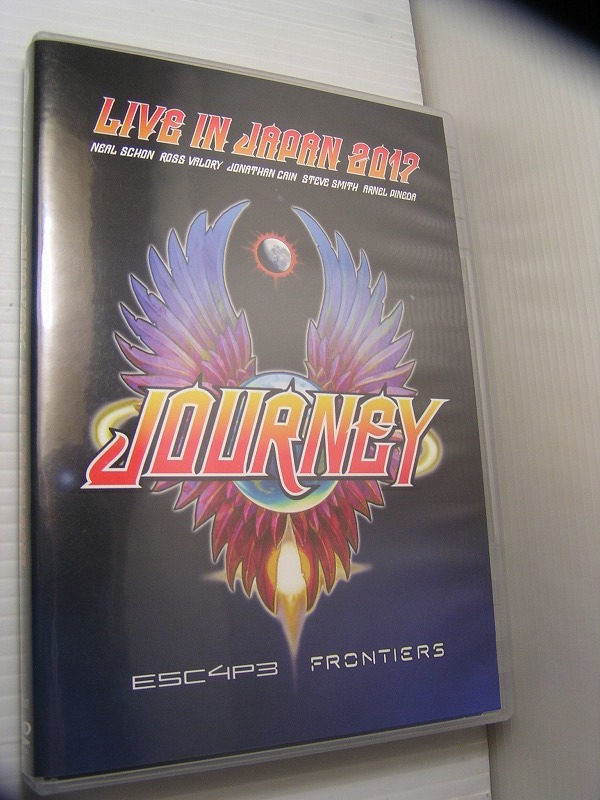 LIVE IN JAPAN 2017
NEAL SCHON ROSS VALORY JONATHAN CAIN STEVE SMITH ARNEL PINEDA
JOURNEY
ESC4P3 FRONTIERS